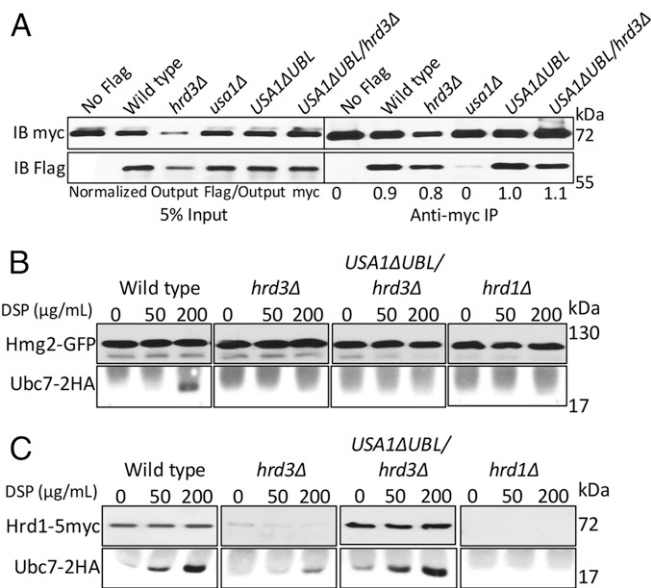 A
No Flag Wild type hrd3Δ usa1Δ USA1ΔUBL USA1ΔUBL/hrd3Δ No Flag Wild type hrd3Δ usa1Δ USA1ΔUBL USA1ΔUBL/hrd3Δ
kDa
IB myc 72
IB Flag 55
Normalized Output Flag/Output myc 0 0.9 0.8 0 1.0 1.1
5% Input Anti-myc IP
B
USA1ΔUBL/
Wild type hrd3Δ hrd3Δ hrd1Δ
DSP (µg/mL) 0 50 200 0 50 200 0 50 200 0 50 200 kDa
Hmg2-GFP 130
Ubc7-2HA 17
C
USA1ΔUBL/
Wild type hrd3Δ hrd3Δ hrd1Δ
DSP (µg/mL) 0 50 200 0 50 200 0 50 200 0 50 200 kDa
Hrd1-5myc 72
Ubc7-2HA 17